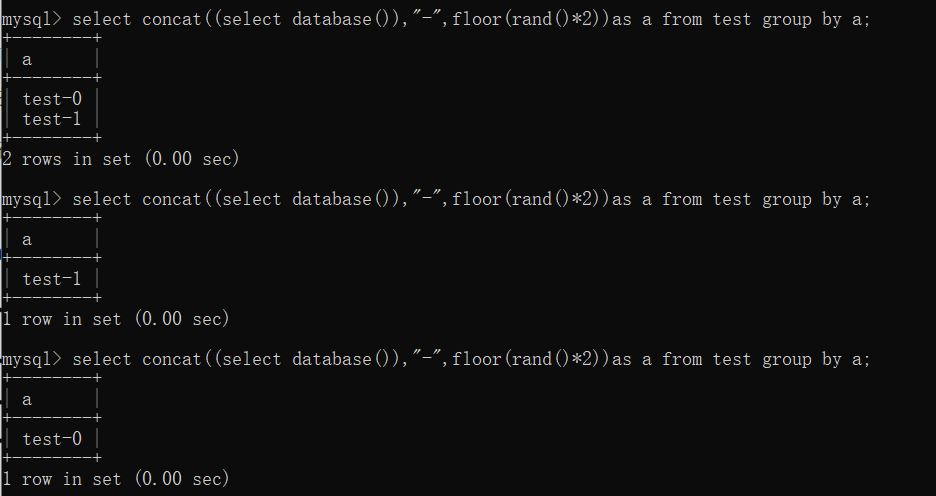 mysql> select concat((select database()),"-",floor(rand()*2))as a from test group by a;
+--------+
| a      |
+--------+
| test-0 |
| test-1 |
+--------+
2 rows in set (0.00 sec)

mysql> select concat((select database()),"-",floor(rand()*2))as a from test group by a;
+--------+
| a      |
+--------+
| test-1 |
+--------+
1 row in set (0.00 sec)

mysql> select concat((select database()),"-",floor(rand()*2))as a from test group by a;
+--------+
| a      |
+--------+
| test-0 |
+--------+
1 row in set (0.00 sec)